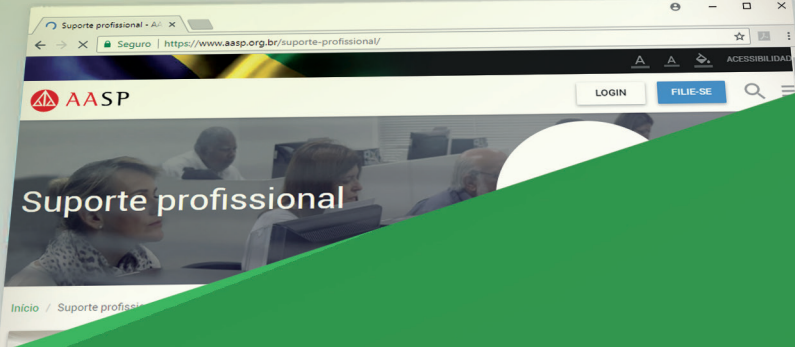 Suporte profissional - AA
Seguro | https://www.aasp.org.br/suporte-profissional/
A A ACESSIBILIDAD
AASP
LOGIN
FILIE-SE
Suporte profissional
Início / Suporte profissi